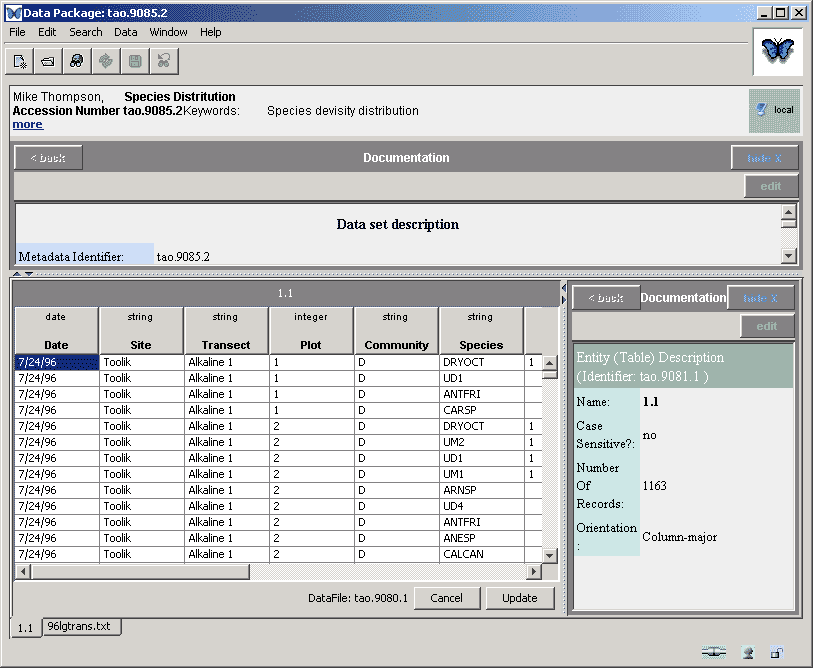 Data Package: tao.9085.2
File Edit Search Data Window Help
Mike Thompson, Species Distritution
Accession Number tao.9085.2Keywords: Species devisity distribution
more
local
< back Documentation hide X
edit
Data set description
Metadata Identifier: tao.9085.2
1.1
date string string integer string string
Date Site Transect Plot Community Species
7/24/96 Toolik Alkaline 1 1 D DRYOCT 1
7/24/96 Toolik Alkaline 1 1 D UD1
7/24/96 Toolik Alkaline 1 1 D ANTFRI
7/24/96 Toolik Alkaline 1 1 D CARSP
7/24/96 Toolik Alkaline 1 2 D DRYOCT 1
7/24/96 Toolik Alkaline 1 2 D UM2 1
7/24/96 Toolik Alkaline 1 2 D UD1 1
7/24/96 Toolik Alkaline 1 2 D UM1 1
7/24/96 Toolik Alkaline 1 2 D ARNSP
7/24/96 Toolik Alkaline 1 2 D UD4
7/24/96 Toolik Alkaline 1 2 D ANTFRI
7/24/96 Toolik Alkaline 1 2 D ANESP
7/24/96 Toolik Alkaline 1 2 D CALCAN
DataFile: tao.9080.1 Cancel Update
1.1 96lgtrans.txt
< back Documentation hide X
edit
Entity (Table) Description
(Identifier: tao.9081.1 )
Name: 1.1
Case
Sensitive?: no
Number
Of 1163
Records:
Orientation
: Column-major